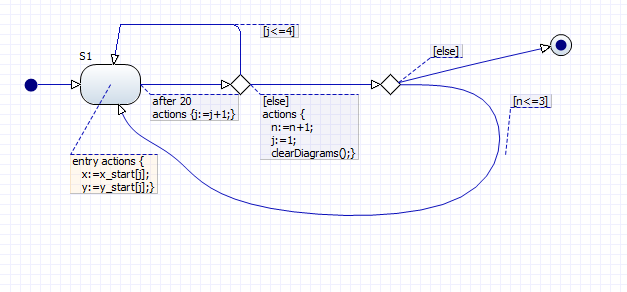 [j<=4]
S1
[else]
after 20
actions {j:=j+1;}
[else]
actions {
n:=n+1;
j:=1;
clearDiagrams();}
[n<=3]
entry actions {
x:=x_start[j];
y:=y_start[j];}